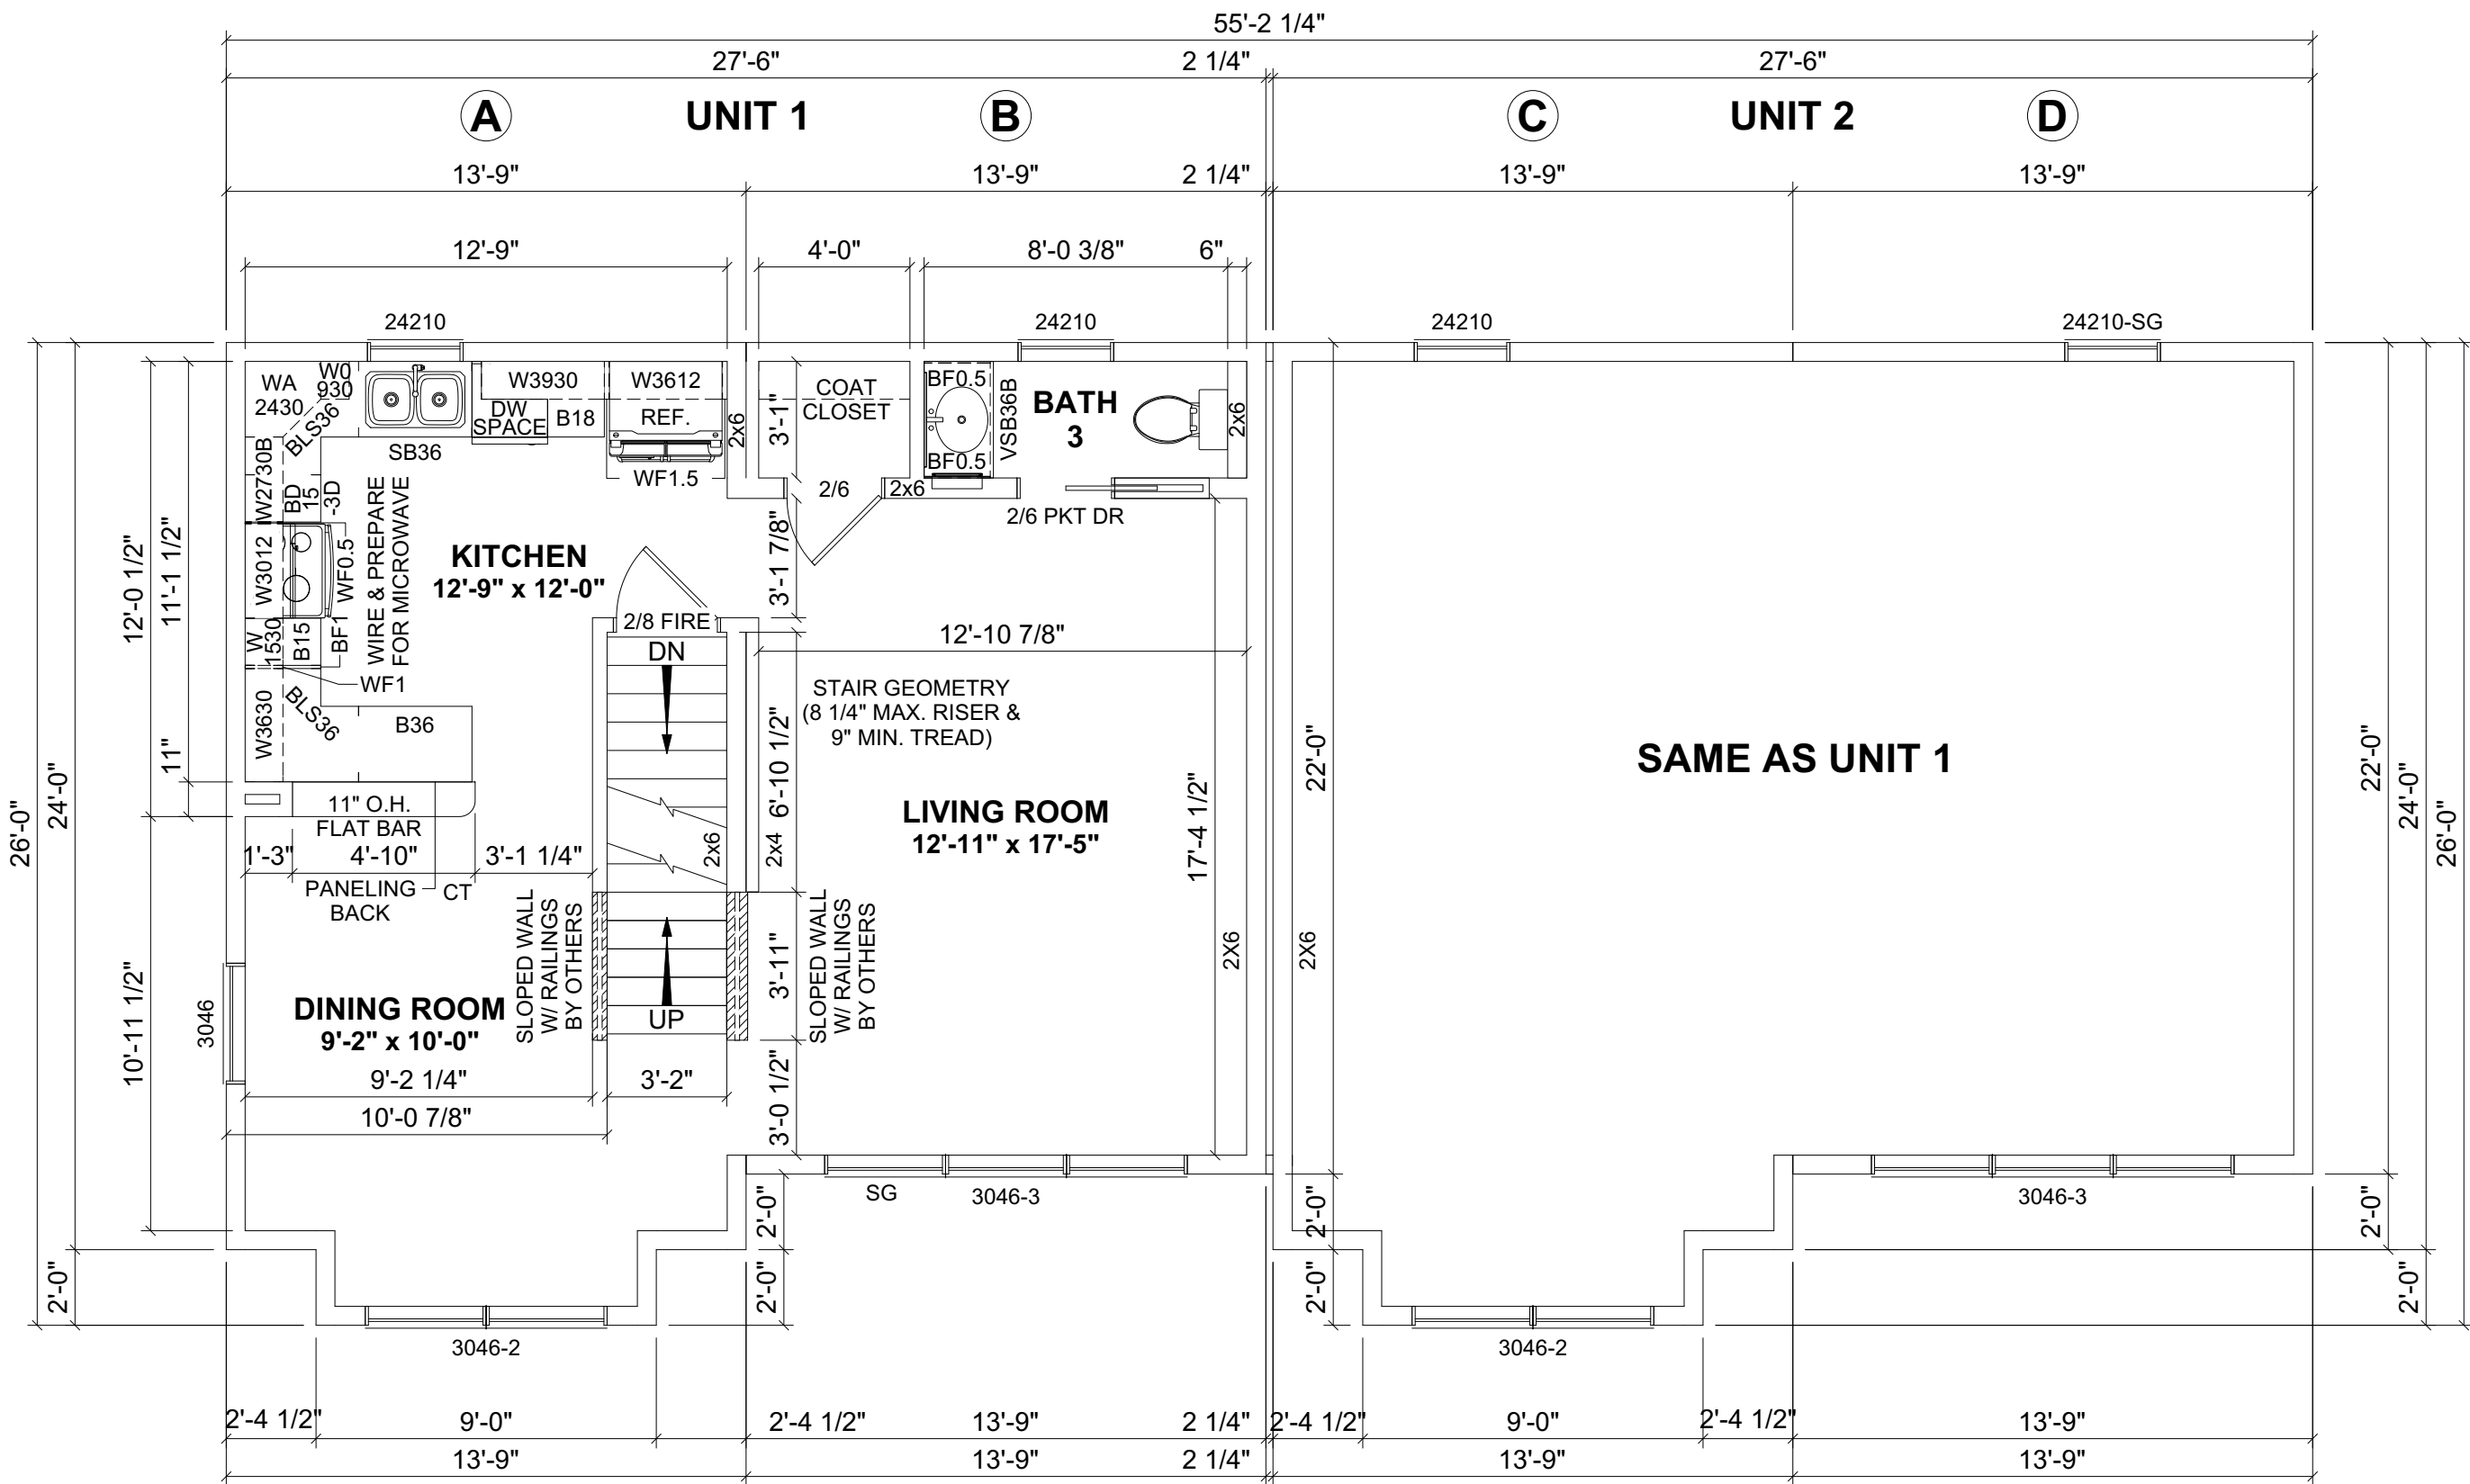 55'-2 1/4"
27'-6"
2 1/4"
27'-6"
A
UNIT 1
B
C
UNIT 2
D
13'-9"
13'-9"
2 1/4"
13'-9"
13'-9"
12'-9"
4'-0"
8'-0 3/8"
6"
24210
24210
24210
24210-SG
WA
2430
W0
930
W3930
W3612
DW
SPACE
B18
REF.
2x6
COAT
CLOSET
3'-1"
BF0.5
VSB36B
BF0.5
BATH
3
2x6
BLS36
SB36
WF1.5
2/6
2x6
2/6 PKT DR
W2730B
BD
15
-3D
W3012
WF0.5
WIRE & PREPARE
FOR MICROWAVE
KITCHEN
12'-9" x 12'-0"
3'-1 7/8"
12'-0 1/2"
11'-1 1/2"
W
1530
B15
BF1
WF1
2/8 FIRE
DN
12'-10 7/8"
STAIR GEOMETRY
(8 1/4" MAX. RISER &
9" MIN. TREAD)
W3630
BLS36
B36
11"
6'-10 1/2"
22'-0"
SAME AS UNIT 1
22'-0"
24'-0"
26'-0"
26'-0"
24'-0"
11" O.H.
FLAT BAR
LIVING ROOM
12'-11" x 17'-5"
17'-4 1/2"
1'-3"
4'-10"
3'-1 1/4"
2x6
2x4
PANELING
BACK
CT
SLOPED WALL
W/ RAILINGS
BY OTHERS
3'-11"
SLOPED WALL
W/ RAILINGS
BY OTHERS
2X6
2X6
10'-11 1/2"
3046
DINING ROOM
9'-2" x 10'-0"
UP
9'-2 1/4"
3'-2"
3'-0 1/2"
10'-0 7/8"
SG
3046-3
3046-3
2'-0"
2'-0"
2'-0"
2'-0"
2'-0"
2'-0"
2'-0"
3046-2
3046-2
2'-4 1/2"
9'-0"
2'-4 1/2"
13'-9"
2 1/4"
2'-4 1/2"
9'-0"
2'-4 1/2"
13'-9"
13'-9"
13'-9"
2 1/4"
13'-9"
13'-9"